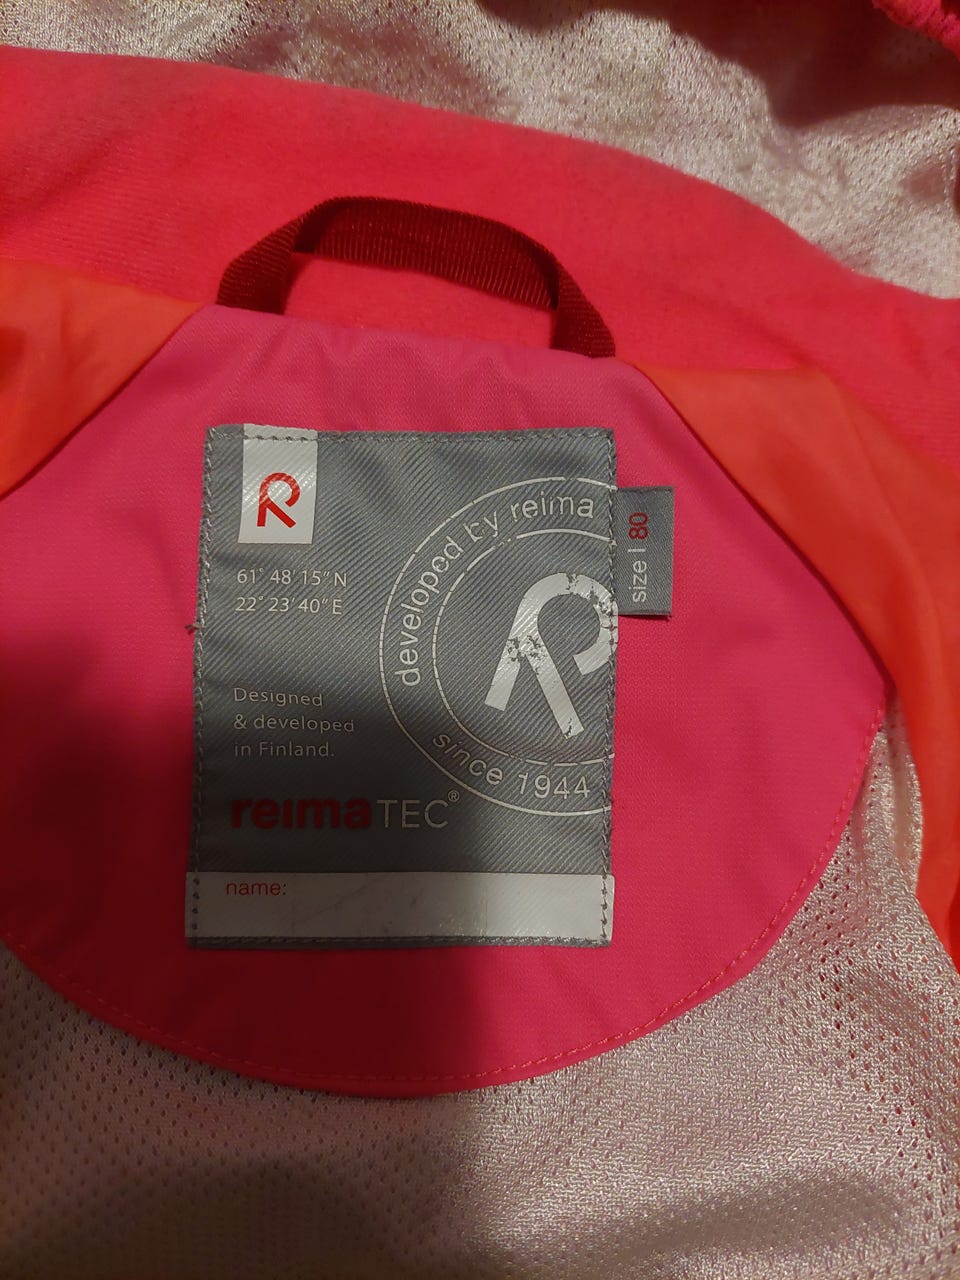 61° 48' 15" N
22° 23' 40" E
Designed
& developed
in Finland.
reimaTEC®
name:
developed by reima
since 1944
size | 80